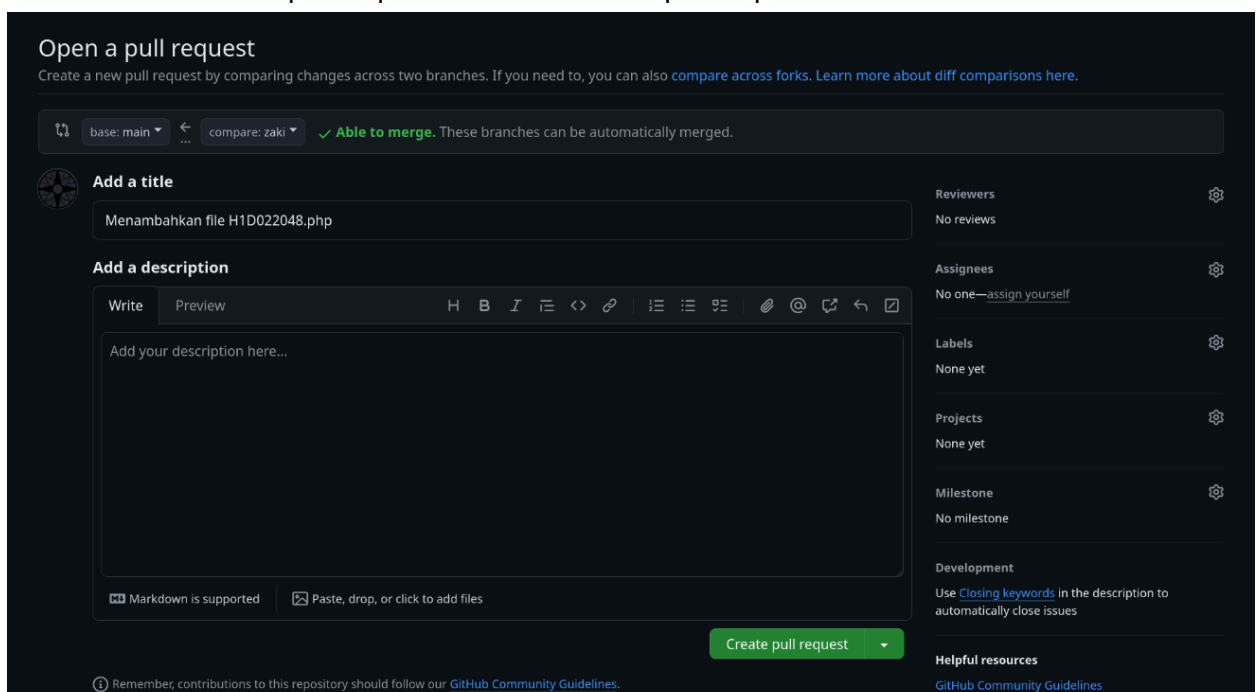 Open a pull request
Create a new pull request by comparing changes across two branches. If you need to, you can also compare across forks. Learn more about diff comparisons here.
base: main
compare: zaki
Able to merge. These branches can be automatically merged.
Add a title
Menambahkan file H1D022048.php
Add a description
Write Preview
Add your description here...
Markdown is supported
Paste, drop, or click to add files
Create pull request
Remember, contributions to this repository should follow our GitHub Community Guidelines.
Reviewers
No reviews
Assignees
No one—assign yourself
Labels
None yet
Projects
None yet
Milestone
No milestone
Development
Use Closing keywords in the description to
automatically close issues
Helpful resources
GitHub Community Guidelines